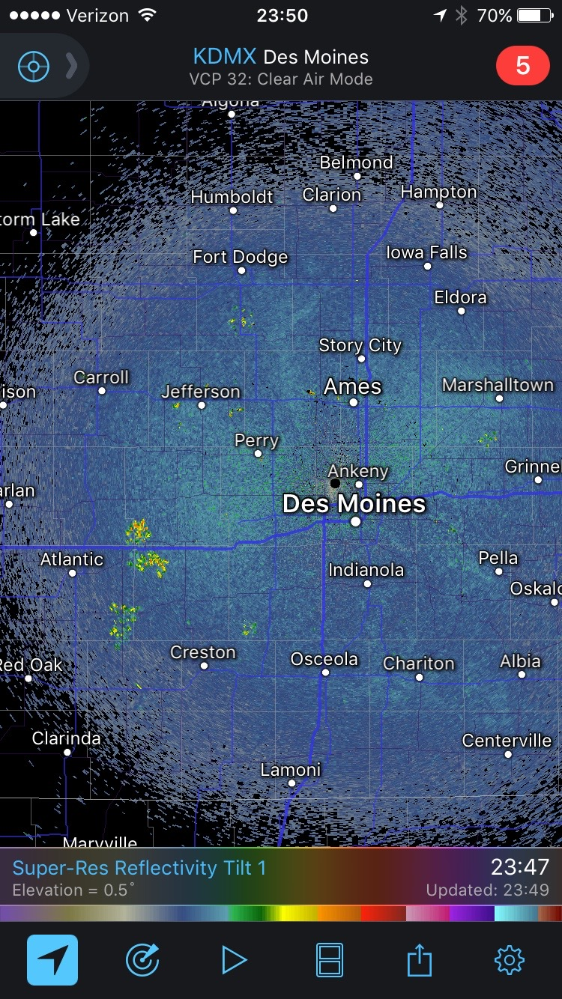 Verizon 23:50 70%
KDMX Des Moines
VCP 32: Clear Air Mode
5
Algona
Belmond
Humboldt Clarion Hampton
torm Lake
Fort Dodge Iowa Falls
Eldora
Story City
Carroll Ames Marshalltown
ison Jefferson
Perry
Ankeny Grinnel
arlan
Des Moines
Atlantic Indianola Pella
Oskalo
Creston Osceola Chariton Albia
Red Oak
Clarinda Centerville
Lamoni
Maryville
Super-Res Reflectivity Tilt 1 23:47
Elevation = 0.5° Updated: 23:49